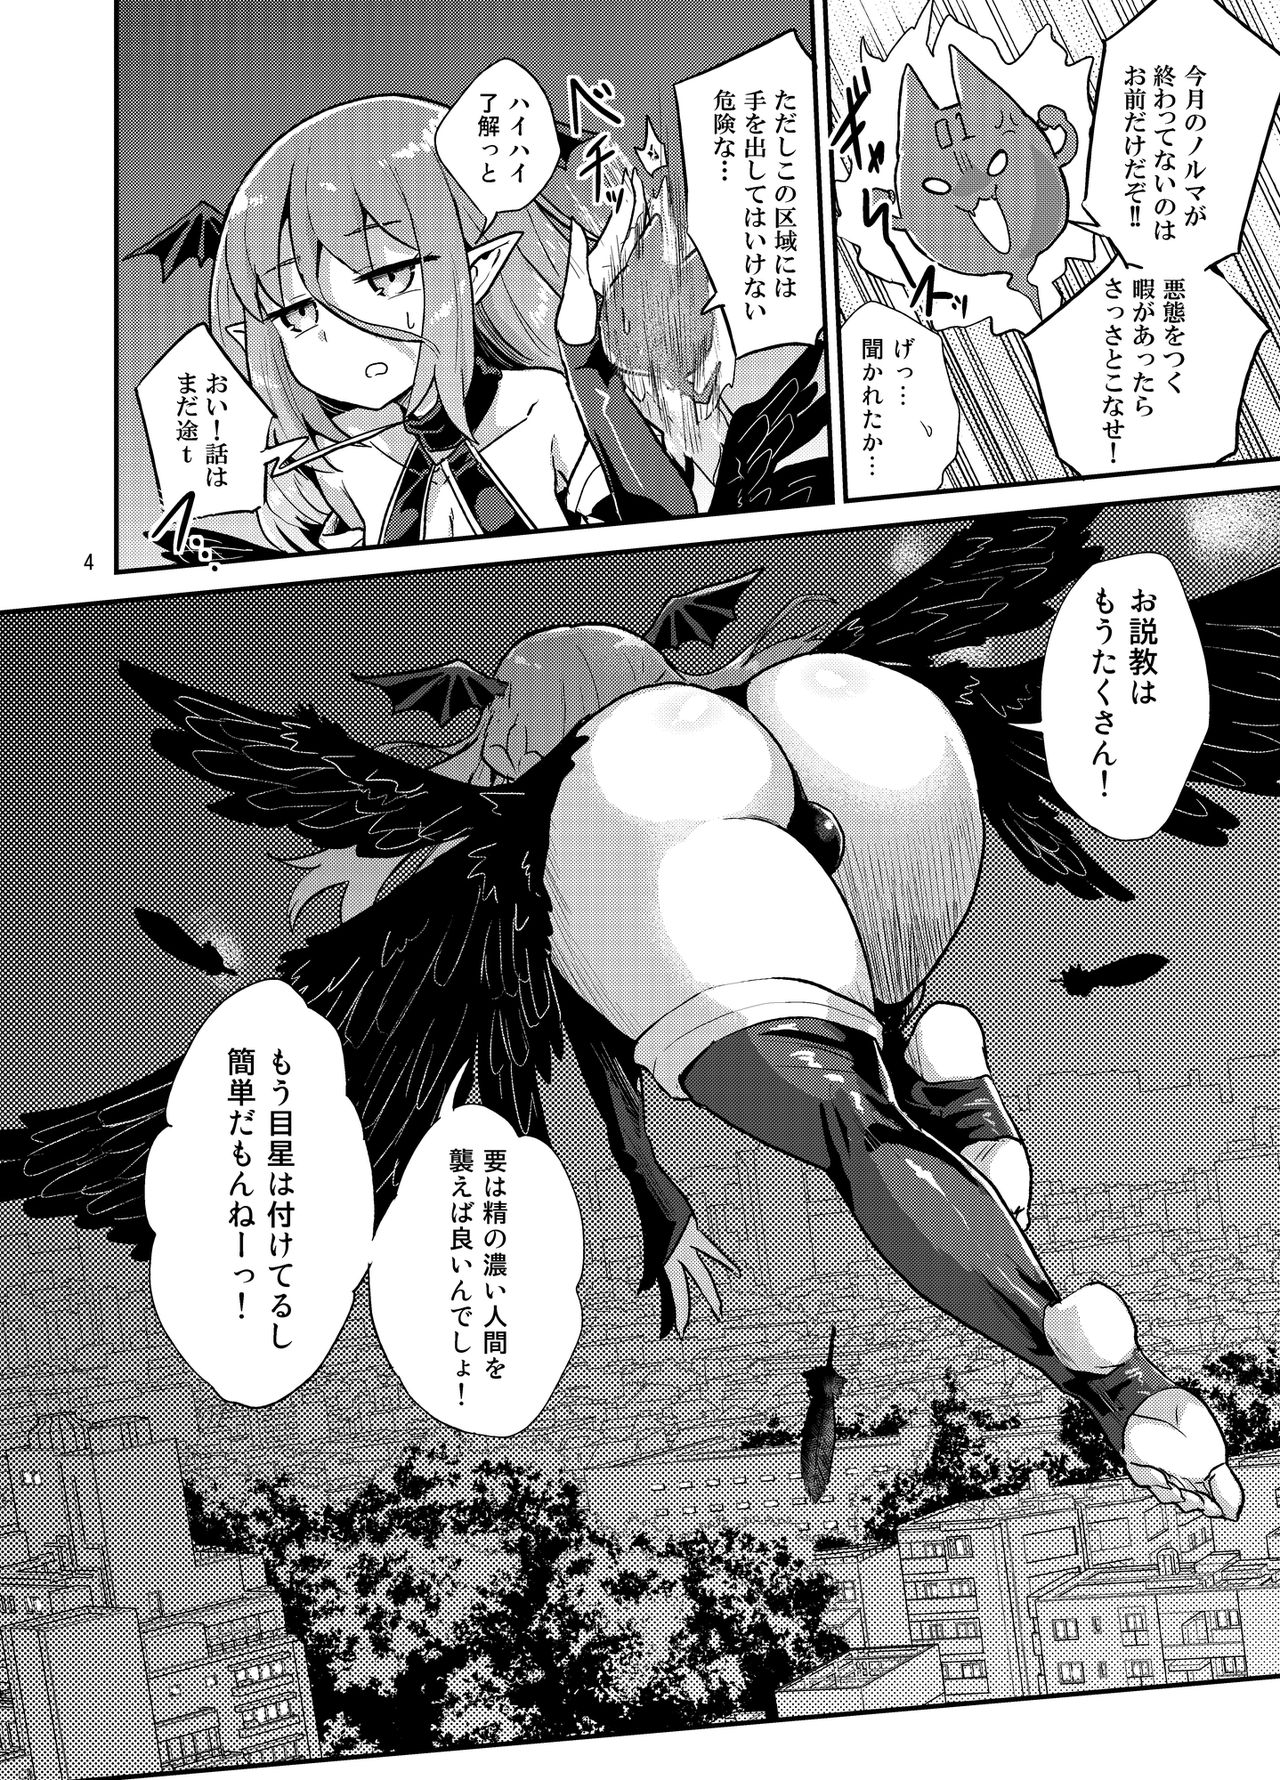 今月のノルマが
終わってないのは
お前だけだぞ!!
悪態をつく
暇があったら
さっさとこなせ！
01
ギャ
ドッ
げっ…
聞かれたか…
ただしこの区域には
手を出してはいけない
危険な…
ベチン
ハイハイ
了解っと
おい！話は
まだ途t
4
お説教は
もうたくさん！
要は精の濃い人間を
襲えば良いんでしょ！
もう目星は付けてるし
簡単だもんねーっ！